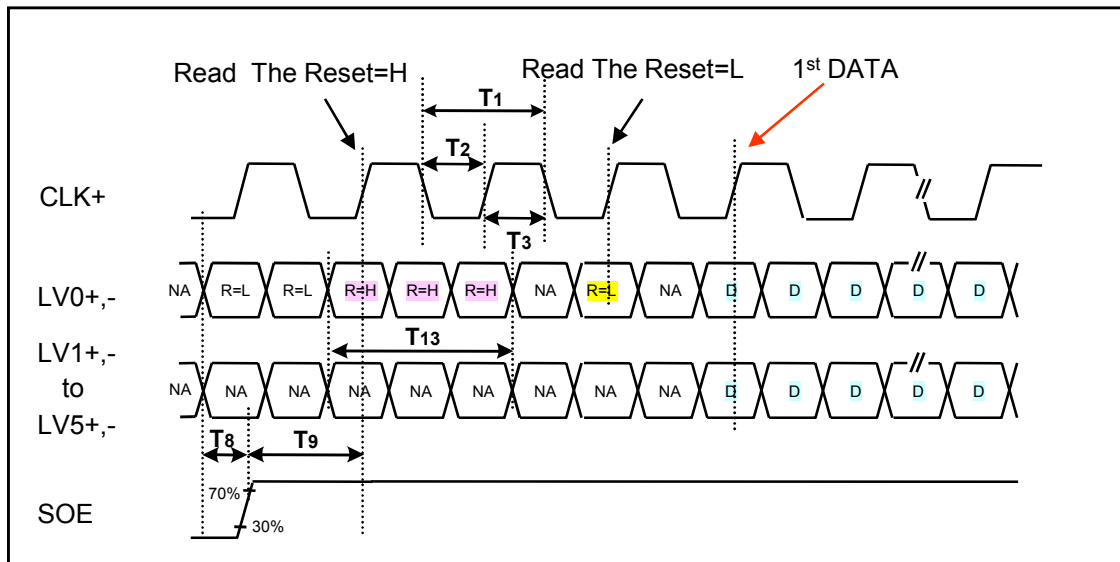 Read The Reset=H
Read The Reset=L
1st DATA
T1
T2
CLK+
T3
LV0+,-
NA R=L R=L R=H R=H R=H NA R=L NA D D D D D
T13
LV1+,-
to
LV5+,-
NA NA NA NA NA NA NA NA NA D D D D D
T8
T9
70%
30%
SOE